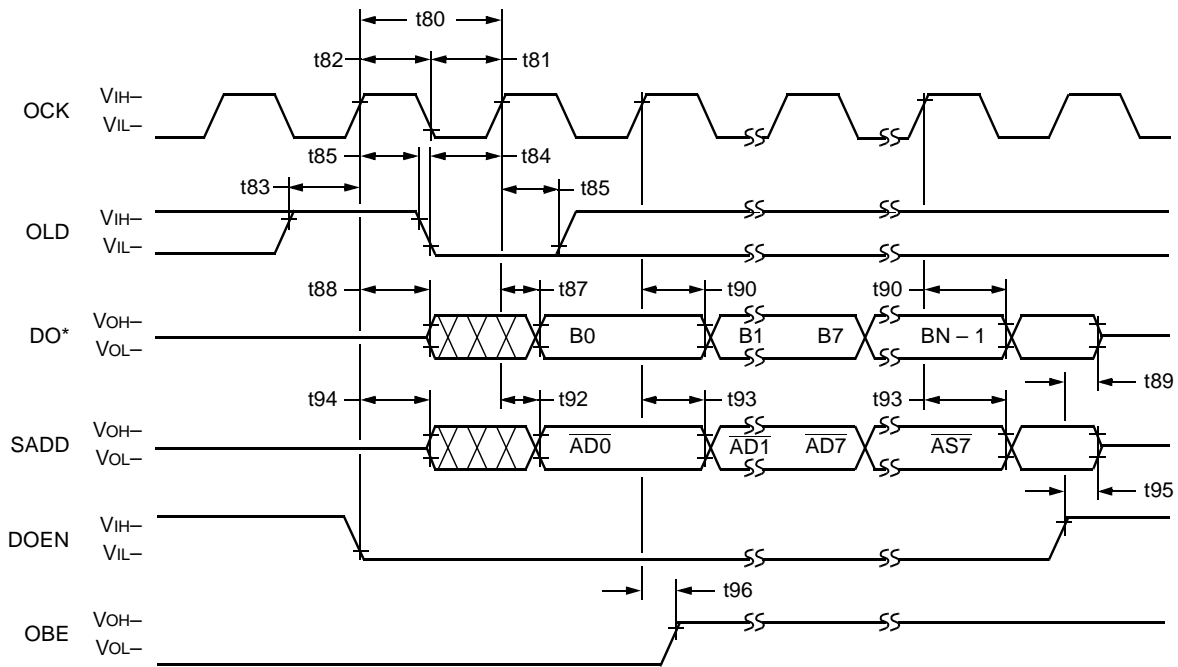 t80
t82 t81
OCK VIH–
VIL–
t85 t84
t83 t85
OLD VIH–
VIL–
t88 t87 t90 t90
DO* VOH–
VOL–
B0 B1 B7 BN – 1
t89
t94 t92 t93 t93
SADD VOH–
VOL–
AD0 AD1 AD7 AS7
t95
DOEN VIH–
VIL–
t96
OBE VOH–
VOL–